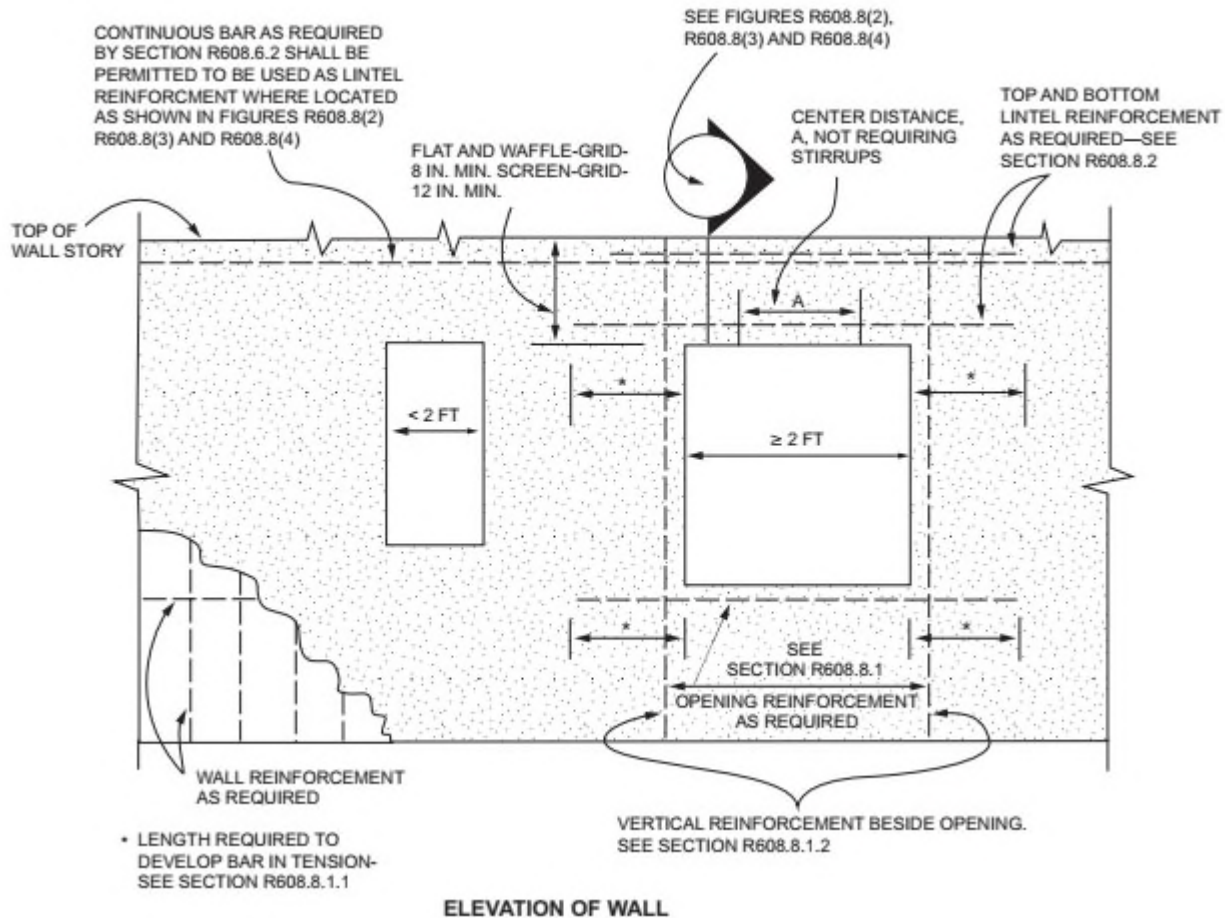 CONTINUOUS BAR AS REQUIRED
BY SECTION R608.6.2 SHALL BE
PERMITTED TO BE USED AS LINTEL
REINFORCMENT WHERE LOCATED
AS SHOWN IN FIGURES R608.8(2)
R608.8(3) AND R608.8(4)
SEE FIGURES R608.8(2),
R608.8(3) AND R608.8(4)
FLAT AND WAFFLE-GRID-
8 IN. MIN. SCREEN-GRID-
12 IN. MIN.
CENTER DISTANCE,
A, NOT REQUIRING
STIRRUPS
TOP AND BOTTOM
LINTEL REINFORCEMENT
AS REQUIRED—SEE
SECTION R608.8.2
TOP OF
WALL STORY
A
*
*
< 2 FT
≥ 2 FT
*
*
SEE
SECTION R608.8.1
OPENING REINFORCEMENT
AS REQUIRED
WALL REINFORCEMENT
AS REQUIRED
VERTICAL REINFORCEMENT BESIDE OPENING.
SEE SECTION R608.8.1.2
* LENGTH REQUIRED TO
DEVELOP BAR IN TENSION-
SEE SECTION R608.8.1.1
ELEVATION OF WALL